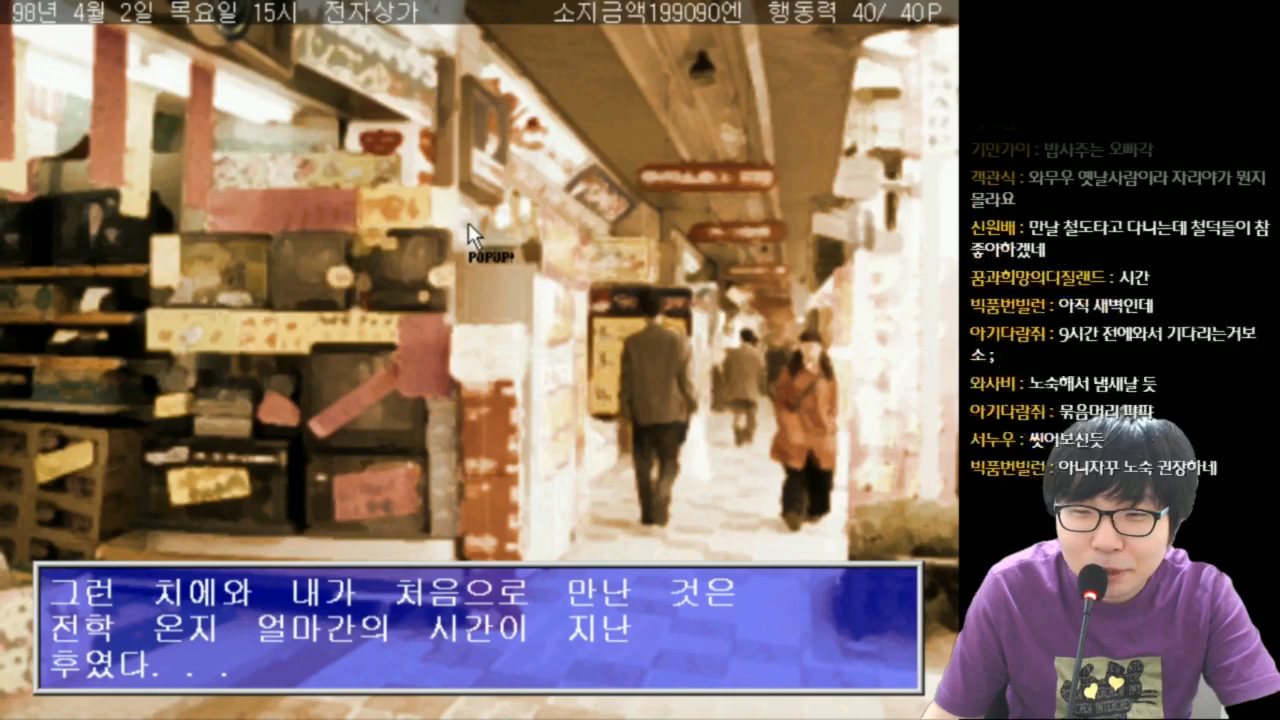 98년 4월 2일 목요일 15시 전자상가 소지금액199090엔 행동력 40/ 40P
POPUP!
그런 치에와 내가 처음으로 만난 것은
전학 온지 얼마간의 시간이 지난
후였다. . .
기만가이 : 밥사주는 오빠각
객관식 : 와무우 옛날사람이라 자리야가 뭔지
몰라요
신원배 : 만날 철도타고 다니는데 철덕들이 참
좋아하겠네
꿈과희망의디질랜드 : 시간
빅품번빌런 : 아직 새벽인데
아기다람쥐 : 9시간 전에와서 기다리는거보
소 ;
와사비 : 노숙해서 냄새날 듯
아기다람쥐 : 묶음머리 퍄퍄
서누우 : 씻어보신듯
빅품번빌런 : 아니자꾸 노숙 권장하네